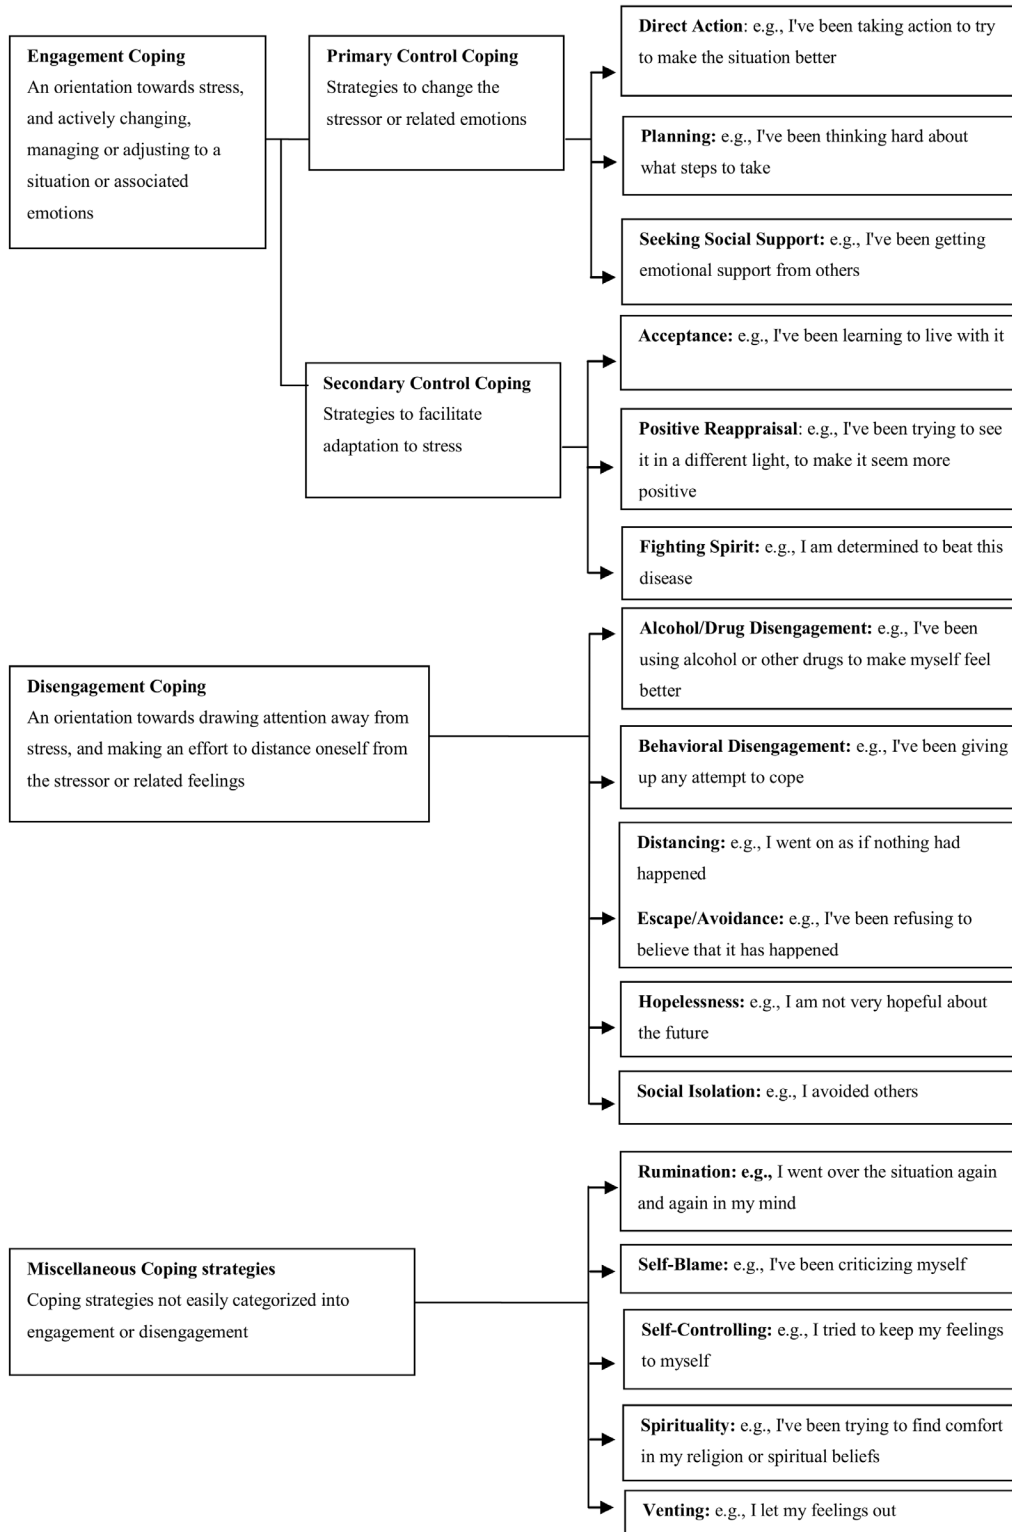 Engagement Coping
An orientation towards stress,
and actively changing,
managing or adjusting to a
situation or associated
emotions
Primary Control Coping
Strategies to change the
stressor or related emotions
Direct Action: e.g., I've been taking action to try
to make the situation better
Planning: e.g., I've been thinking hard about
what steps to take
Seeking Social Support: e.g., I've been getting
emotional support from others
Secondary Control Coping
Strategies to facilitate
adaptation to stress
Acceptance: e.g., I've been learning to live with it
Positive Reappraisal: e.g., I've been trying to see
it in a different light, to make it seem more
positive
Fighting Spirit: e.g., I am determined to beat this
disease
Disengagement Coping
An orientation towards drawing attention away from
stress, and making an effort to distance oneself from
the stressor or related feelings
Alcohol/Drug Disengagement: e.g., I've been
using alcohol or other drugs to make myself feel
better
Behavioral Disengagement: e.g., I've been giving
up any attempt to cope
Distancing: e.g., I went on as if nothing had
happened
Escape/Avoidance: e.g., I've been refusing to
believe that it has happened
Hopelessness: e.g., I am not very hopeful about
the future
Social Isolation: e.g., I avoided others
Miscellaneous Coping strategies
Coping strategies not easily categorized into
engagement or disengagement
Rumination: e.g., I went over the situation again
and again in my mind
Self-Blame: e.g., I've been criticizing myself
Self-Controlling: e.g., I tried to keep my feelings
to myself
Spirituality: e.g., I've been trying to find comfort
in my religion or spiritual beliefs
Venting: e.g., I let my feelings out